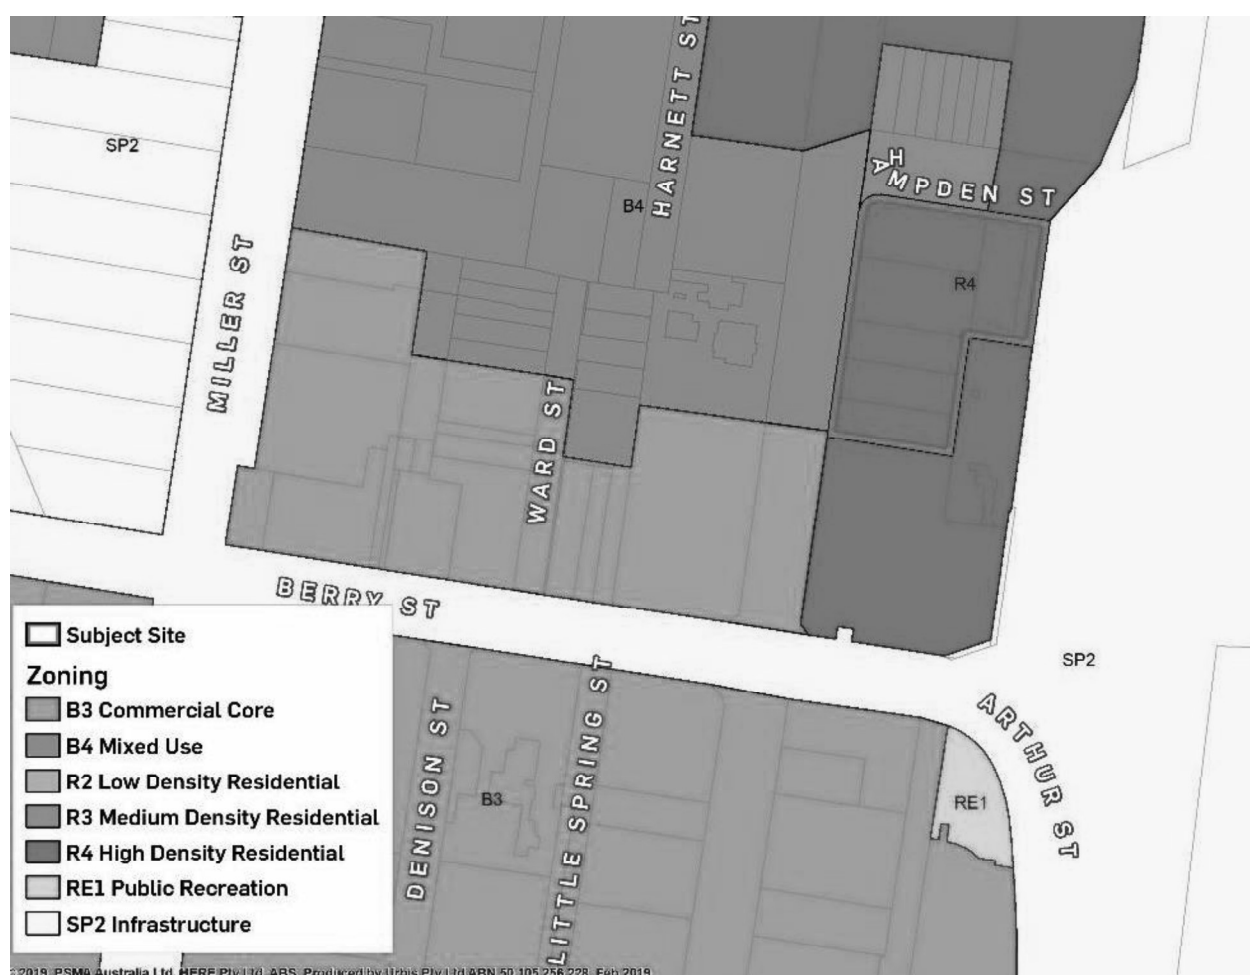 HARNETT ST
SP2
HAMPDEN ST
B4
MILLER ST
R4
WARD ST
BERRY ST
SP2
ARTHUR ST
DENISON ST
LITTLE SPRING ST
B3
RE1
Subject Site
Zoning
B3 Commercial Core
B4 Mixed Use
R2 Low Density Residential
R3 Medium Density Residential
R4 High Density Residential
RE1 Public Recreation
SP2 Infrastructure
2019. PSMA Australia Ltd, HERE Pty Ltd, ABS. Produced by Urbis Pty Ltd ABN 50 105 256 228, Feb 2019